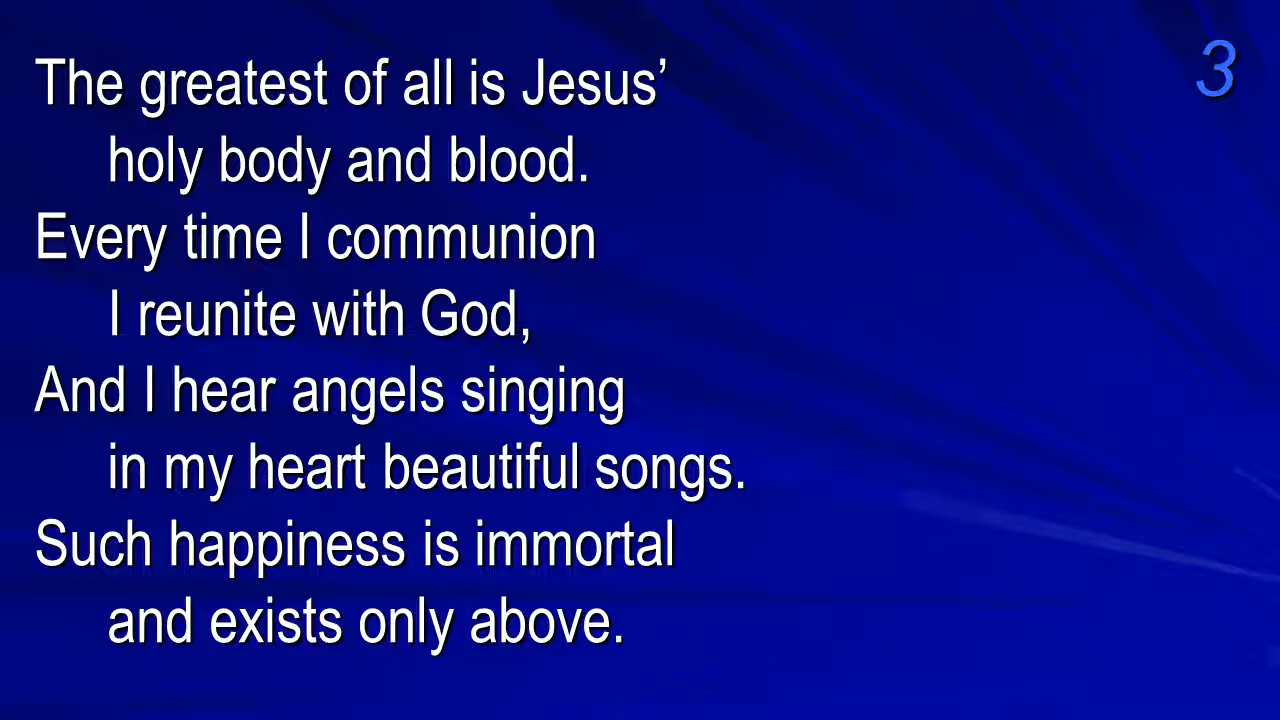 3
The greatest of all is Jesus’
holy body and blood.
Every time I communion
I reunite with God,
And I hear angels singing
in my heart beautiful songs.
Such happiness is immortal
and exists only above.